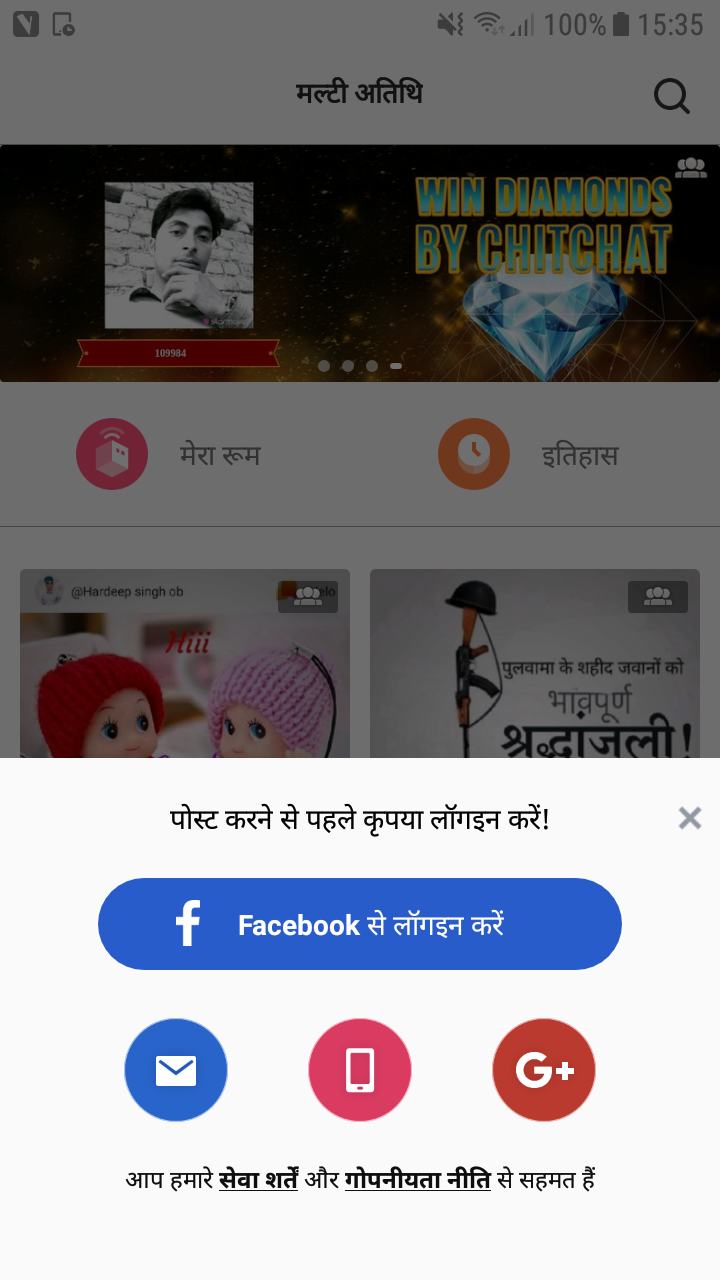 100% 15:35
मल्टी अतिथि
WIN DIAMONDS
BY CHITCHAT
109984
मेरा रूम
इतिहास
@Hardeep singh ob
Hiii
पुलवामा के शहीद जवानों को
भावपूर्ण
श्रद्धांजली!
पोस्ट करने से पहले कृपया लॉगइन करें!
Facebook से लॉगइन करें
G+
आप हमारे सेवा शर्तें और गोपनीयता नीति से सहमत हैं